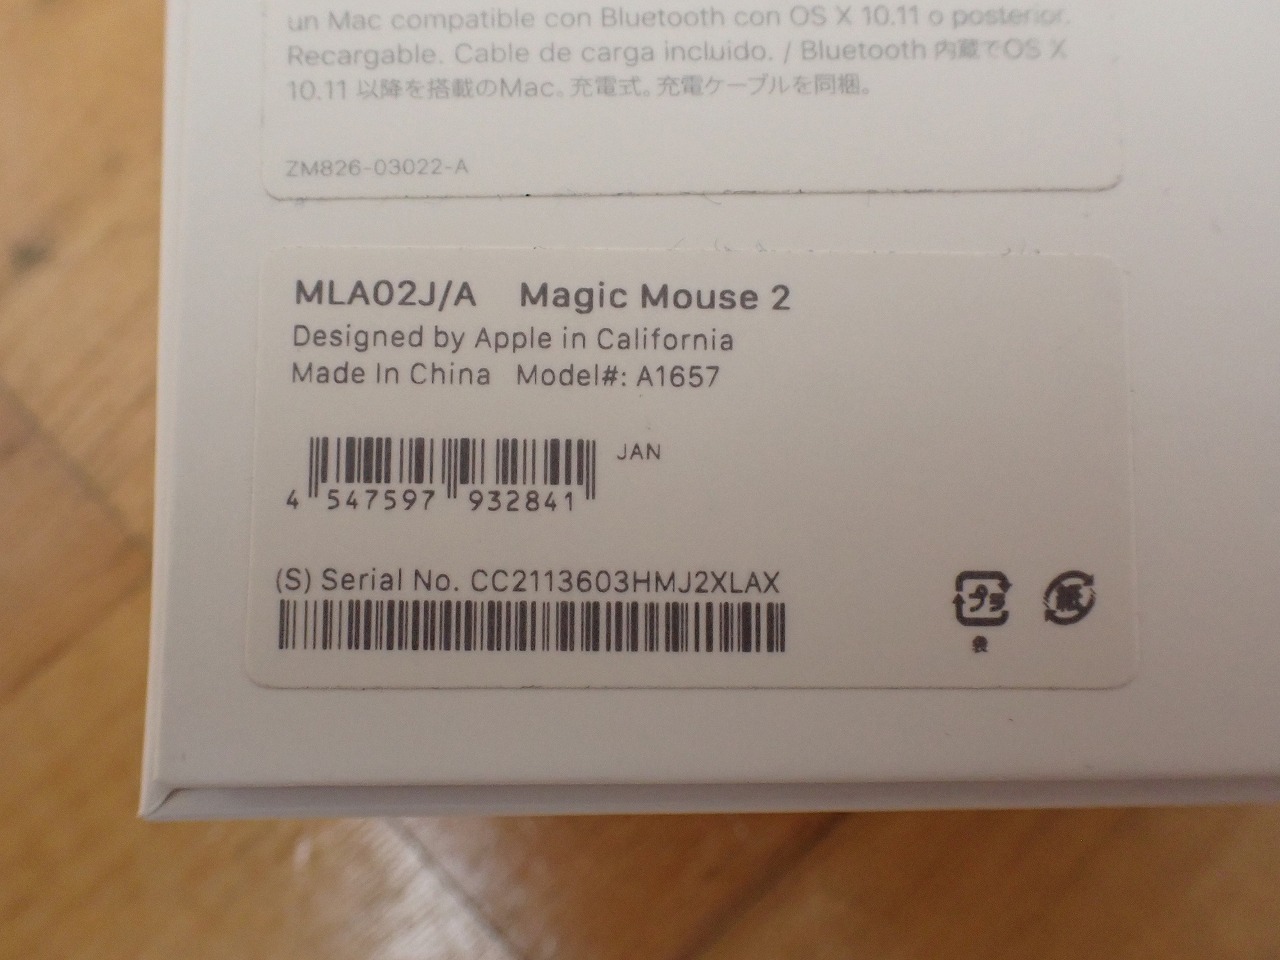 un Mac compatible con Bluetooth con OS X 10.11 o posterior.
Recargable. Cable de carga incluido. / Bluetooth 内蔵でOS X
10.11 以降を搭載のMac。充電式。充電ケーブルを同梱。
ZM826-03022-A
MLA02J/A Magic Mouse 2
Designed by Apple in California
Made In China Model#: A1657
JAN
4 547597 932841
(S) Serial No. CC2113603HMJ2XLAX
プラ 紙
袋